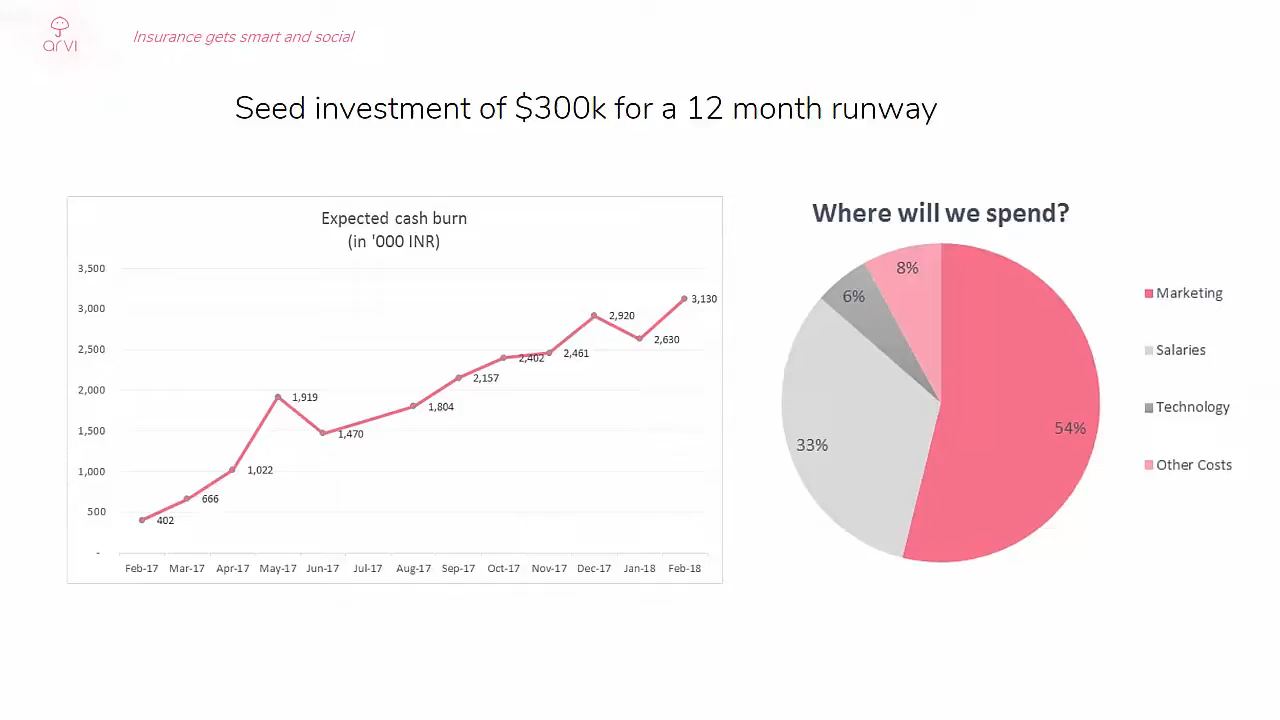 arvi
Insurance gets smart and social
Seed investment of $300k for a 12 month runway
Expected cash burn
(in '000 INR)
3,500
3,000
2,500
2,000
1,500
1,000
500
-
402
666
1,022
1,919
1,470
1,804
2,157
2,402
2,461
2,920
2,630
3,130
Feb-17 Mar-17 Apr-17 May-17 Jun-17 Jul-17 Aug-17 Sep-17 Oct-17 Nov-17 Dec-17 Jan-18 Feb-18
Where will we spend?
8%
6%
33%
54%
Marketing
Salaries
Technology
Other Costs